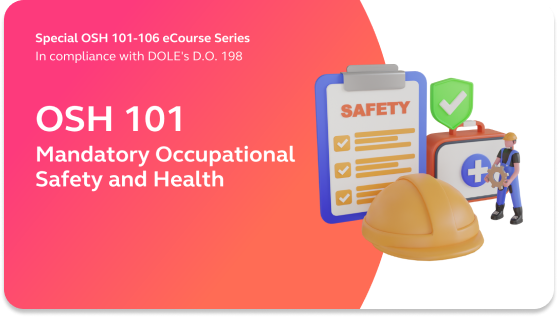 Special OSH 101-106 eCourse Series
In compliance with DOLE's D.O. 198
OSH 101
Mandatory Occupational
Safety and Health
SAFETY